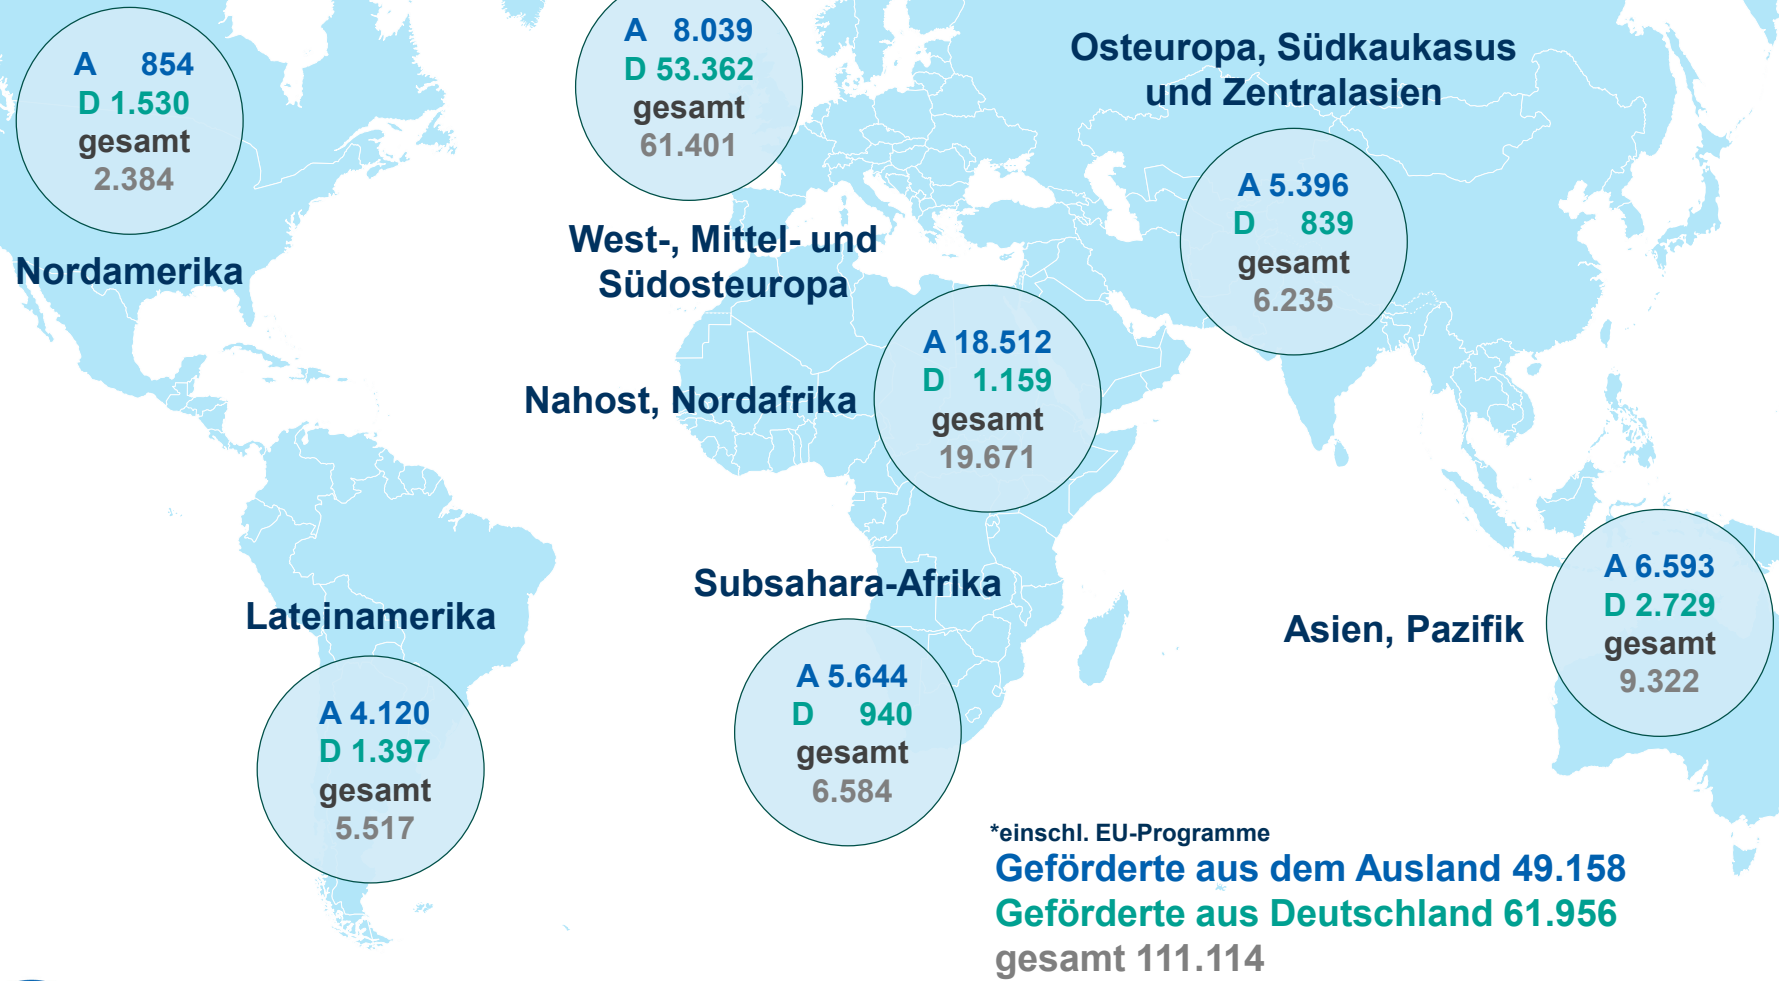 A 854
D 1.530
gesamt
2.384
Nordamerika
A 8.039
D 53.362
gesamt
61.401
West-, Mittel- und
Südosteuropa
Osteuropa, Südkaukasus
und Zentralasien
A 5.396
D 839
gesamt
6.235
Nahost, Nordafrika
A 18.512
D 1.159
gesamt
19.671
Lateinamerika
A 4.120
D 1.397
gesamt
5.517
Subsahara-Afrika
A 5.644
D 940
gesamt
6.584
Asien, Pazifik
A 6.593
D 2.729
gesamt
9.322
*einschl. EU-Programme
Geförderte aus dem Ausland 49.158
Geförderte aus Deutschland 61.956
gesamt 111.114